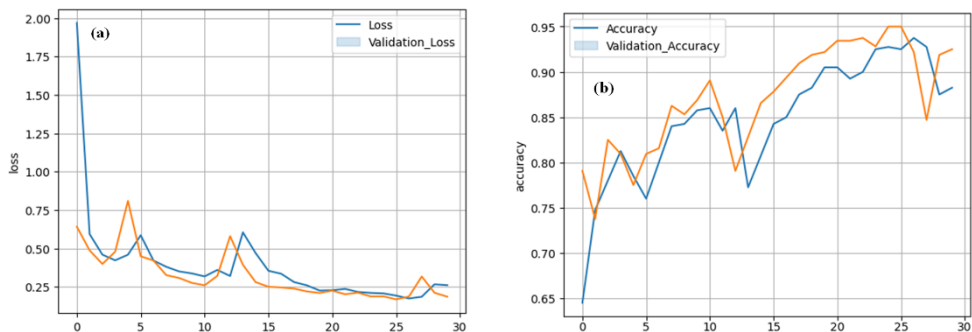 (a)
Loss
Validation_Loss
loss
2.00
1.75
1.50
1.25
1.00
0.75
0.50
0.25
0 5 10 15 20 25 30
(b)
Accuracy
Validation_Accuracy
accuracy
0.95
0.90
0.85
0.80
0.75
0.70
0.65
0 5 10 15 20 25 30